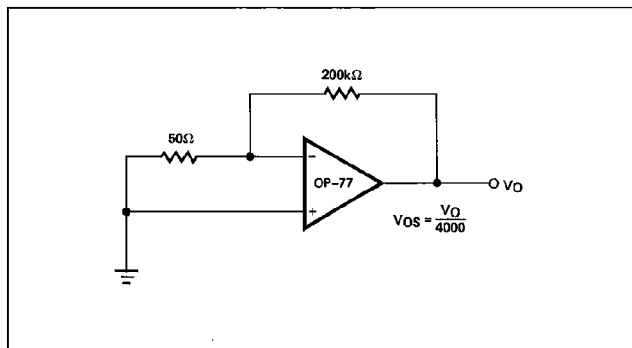 200kΩ
50Ω
−
OP-77
+
VO
VOS = VO
4000